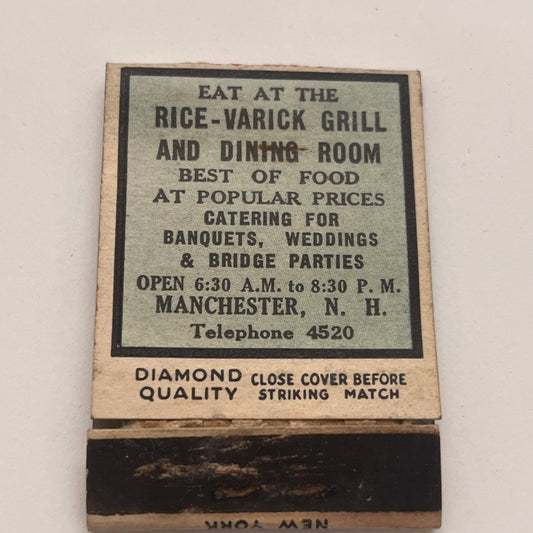 EAT AT THE
RICE-VARICK GRILL
AND DINING ROOM
BEST OF FOOD
AT POPULAR PRICES
CATERING FOR
BANQUETS, WEDDINGS
& BRIDGE PARTIES
OPEN 6:30 A.M. to 8:30 P. M.
MANCHESTER, N. H.
Telephone 4520
DIAMOND QUALITY
CLOSE COVER BEFORE
STRIKING MATCH
NEW YORK